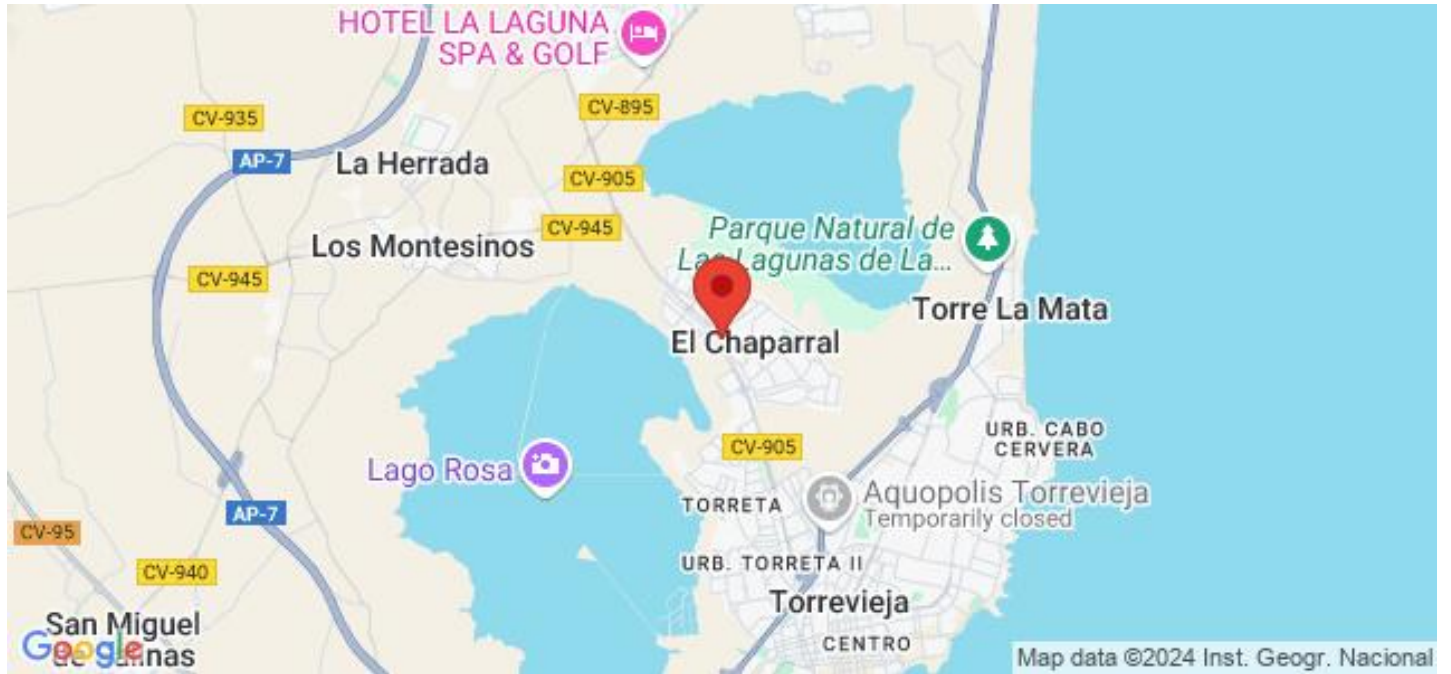 HOTEL LA LAGUNA
SPA & GOLF
CV-895
CV-935
AP-7
La Herrada
CV-905
CV-945
Parque Natural de
Las Lagunas de La...
Los Montesinos
CV-945
Torre La Mata
El Chaparral
URB. CABO
CERVERA
CV-905
Lago Rosa
Aquopolis Torrevieja
Temporarily closed
TORRETA
AP-7
CV-95
URB. TORRETA II
CV-940
Torrevieja
San Miguel
de Salinas
Google
CENTRO
Map data ©2024 Inst. Geogr. Nacional